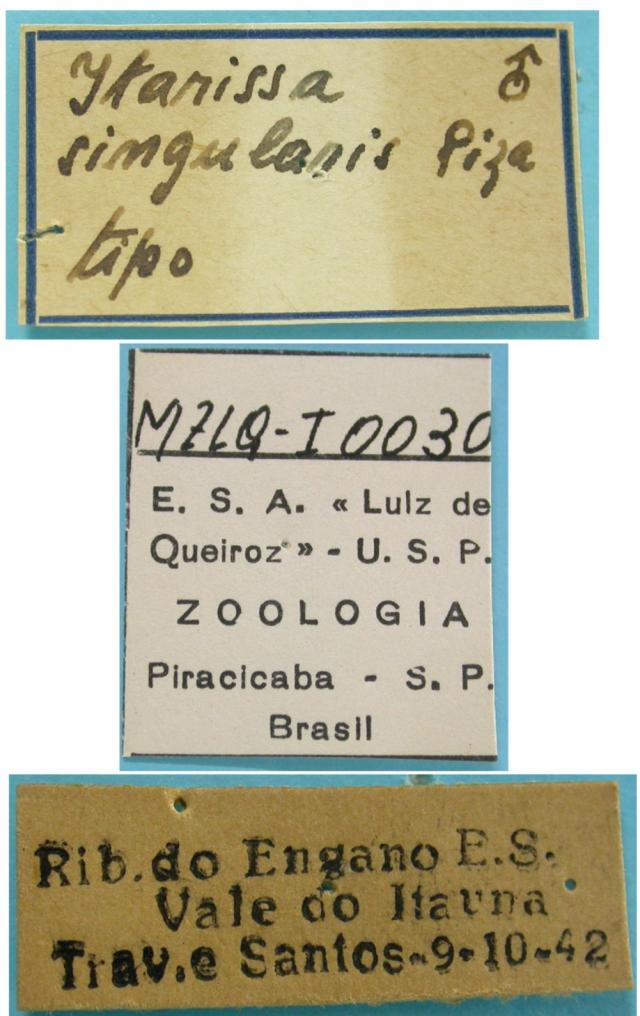 Itarissa ♂
singularis Piza
tipo
MZLQ-I0030
E. S. A. « Luiz de
Queiroz » - U. S. P.
ZOOLOGIA
Piracicaba - S. P.
Brasil
Rib.do Engano E.S.
Vale do Itauna
Trav.e Santos-9-10-42